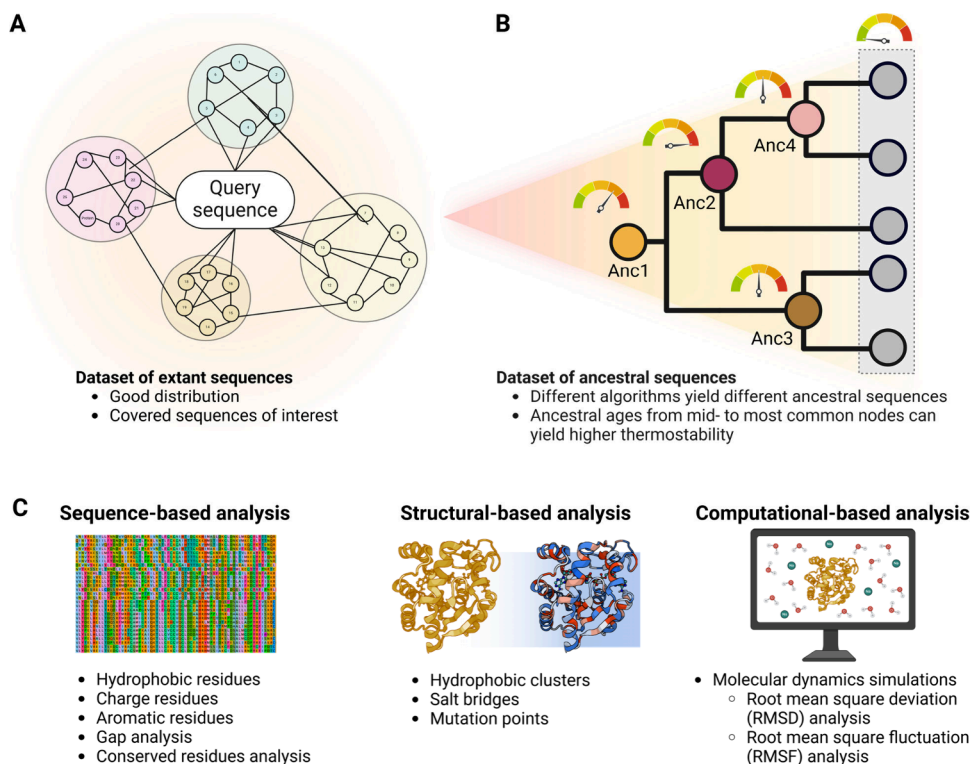 A
Query
sequence
Dataset of extant sequences
• Good distribution
• Covered sequences of interest
B
Anc4
Anc2
Anc1
Anc3
Dataset of ancestral sequences
• Different algorithms yield different ancestral sequences
• Ancestral ages from mid- to most common nodes can
yield higher thermostability
C
Sequence-based analysis
• Hydrophobic residues
• Charge residues
• Aromatic residues
• Gap analysis
• Conserved residues analysis
Structural-based analysis
• Hydrophobic clusters
• Salt bridges
• Mutation points
Computational-based analysis
• Molecular dynamics simulations
○ Root mean square deviation
(RMSD) analysis
○ Root mean square fluctuation
(RMSF) analysis